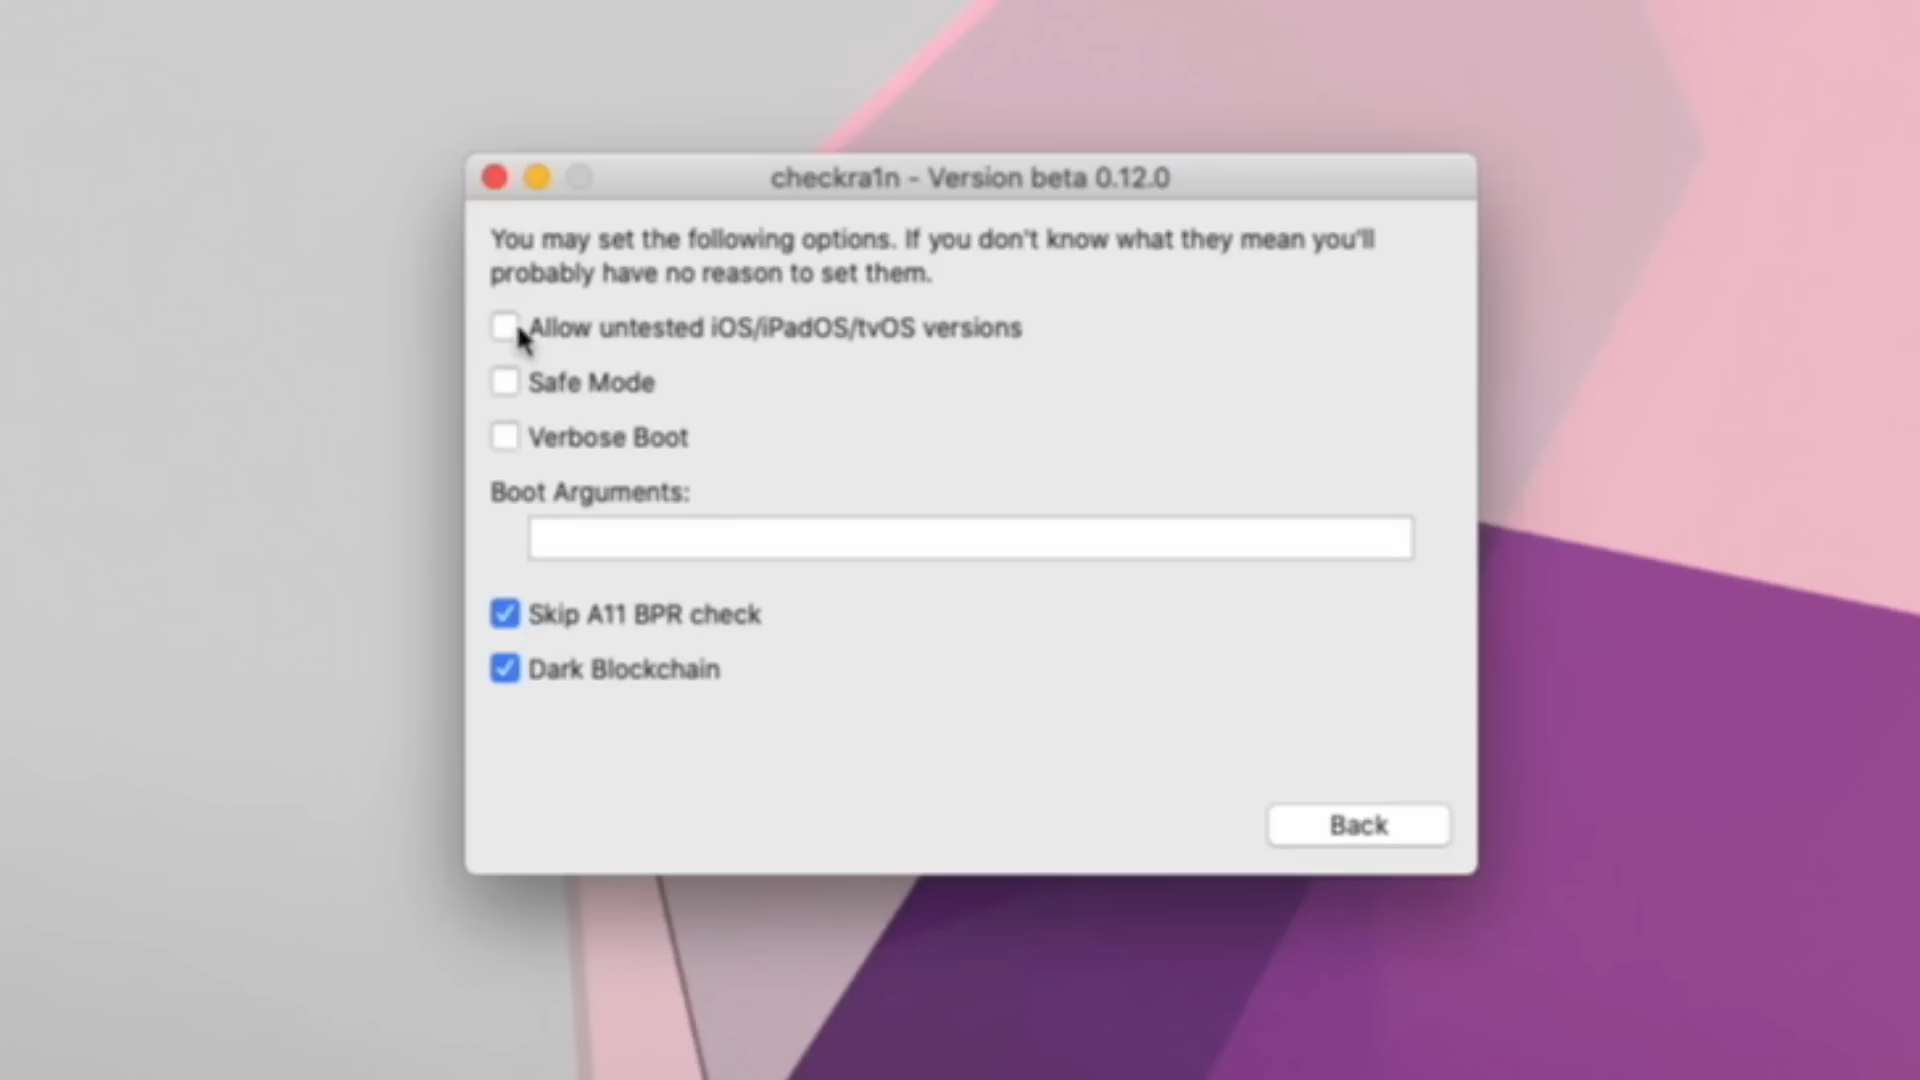 checkra1n - Version beta 0.12.0
You may set the following options. If you don't know what they mean you'll
probably have no reason to set them.
Allow untested iOS/iPadOS/tvOS versions
Safe Mode
Verbose Boot
Boot Arguments:
Skip A11 BPR check
Dark Blockchain
Back